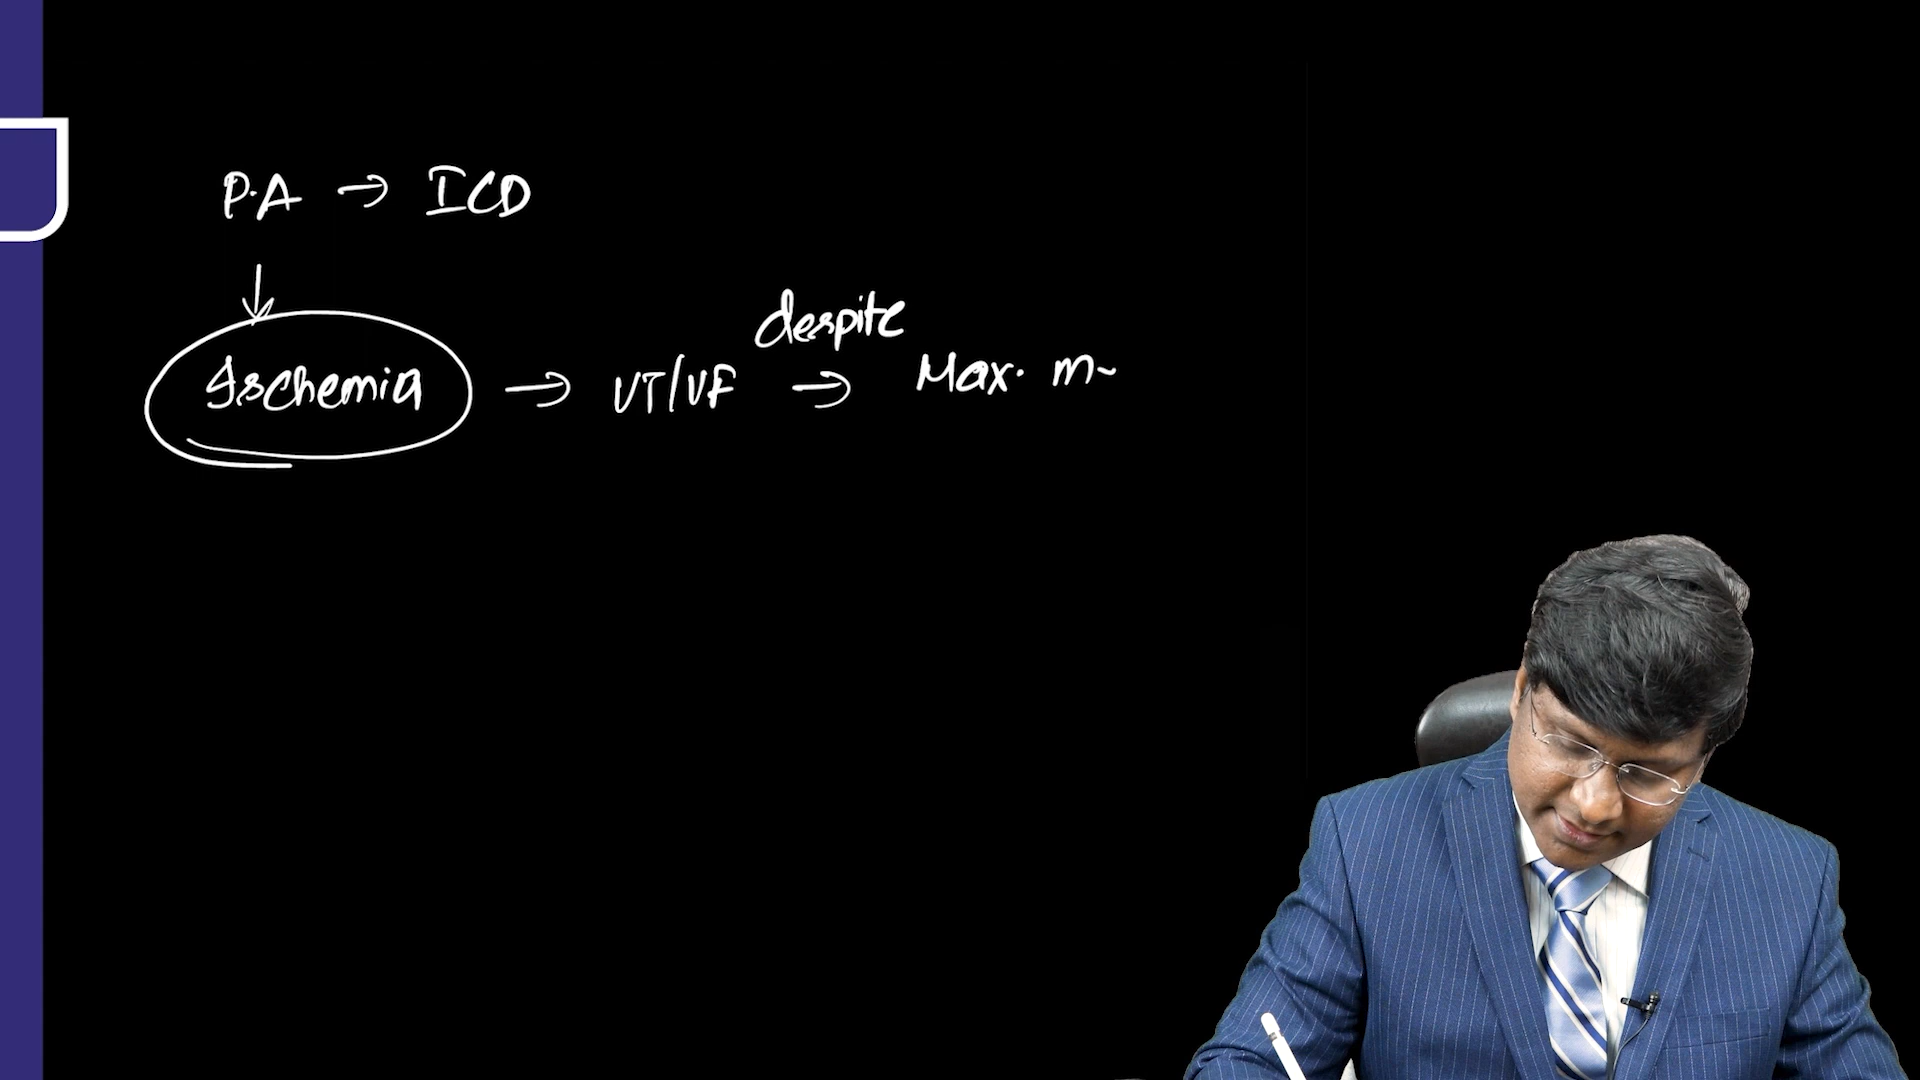 P.A → ICD
↓
despite
Ischemia → VT/VF → Max. m